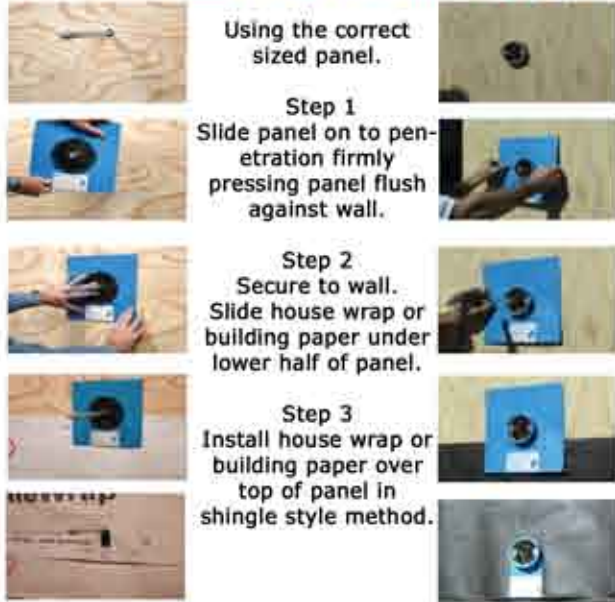 Using the correct
sized panel.
Step 1
Slide panel on to pen-
etration firmly
pressing panel flush
against wall.
Step 2
Secure to wall.
Slide house wrap or
building paper under
lower half of panel.
Step 3
Install house wrap or
building paper over
top of panel in
shingle style method.